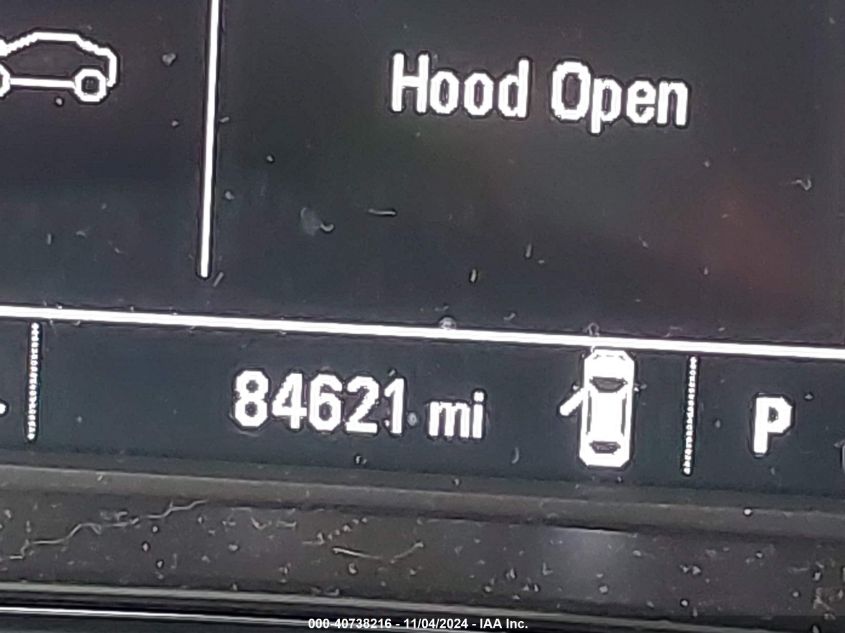 Hood Open
84621 mi
P
000-40738216 - 11/04/2024 - IAA Inc.